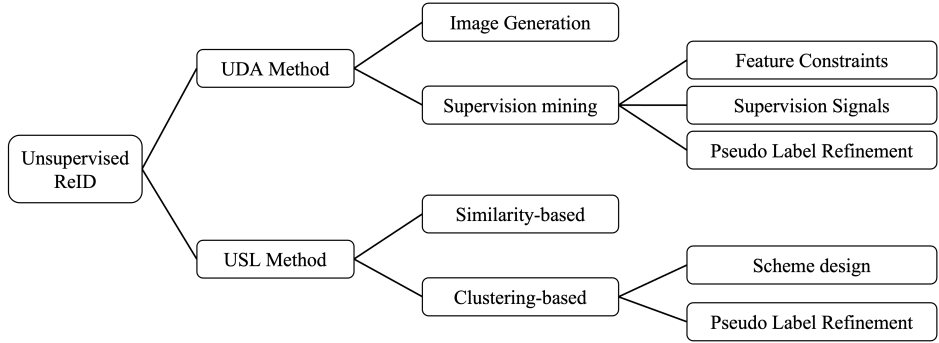 Unsupervised
ReID
UDA Method
Image Generation
Supervision mining
Feature Constraints
Supervision Signals
Pseudo Label Refinement
USL Method
Similarity-based
Clustering-based
Scheme design
Pseudo Label Refinement